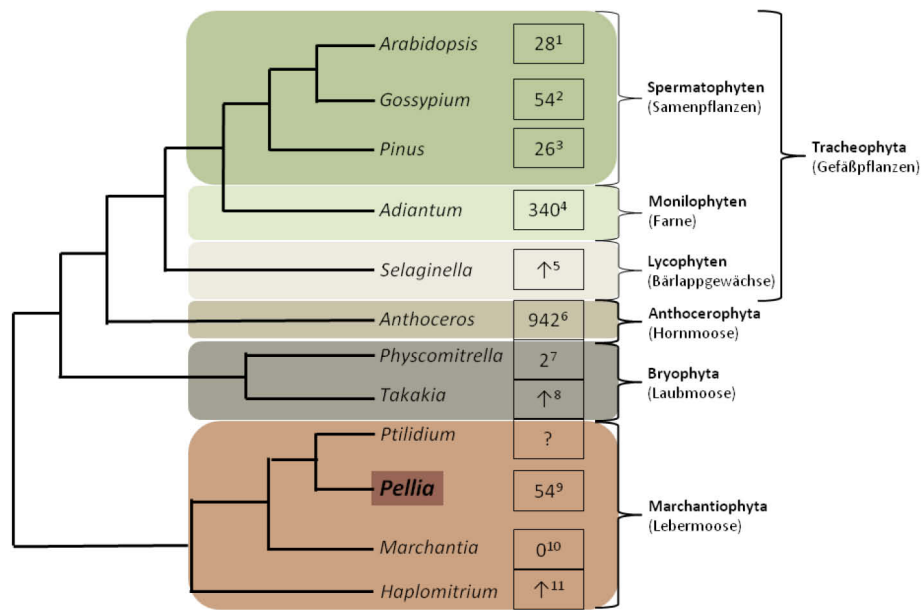 Arabidopsis 28¹
Gossypium 54²
Pinus 26³
Spermatophyten
(Samenpflanzen)
Adiantum 340⁴
Monilophyten
(Farne)
Selaginella ↑⁵
Lycophyten
(Bärlappgewächse)
Tracheophyta
(Gefäßpflanzen)
Anthoceros 942⁶
Anthocerophyta
(Hornmoose)
Physcomitrella 2⁷
Takakia ↑⁸
Bryophyta
(Laubmoose)
Ptilidium ?
Pellia 54⁹
Marchantia 0¹⁰
Haplomitrium ↑¹¹
Marchantiophyta
(Lebermoose)